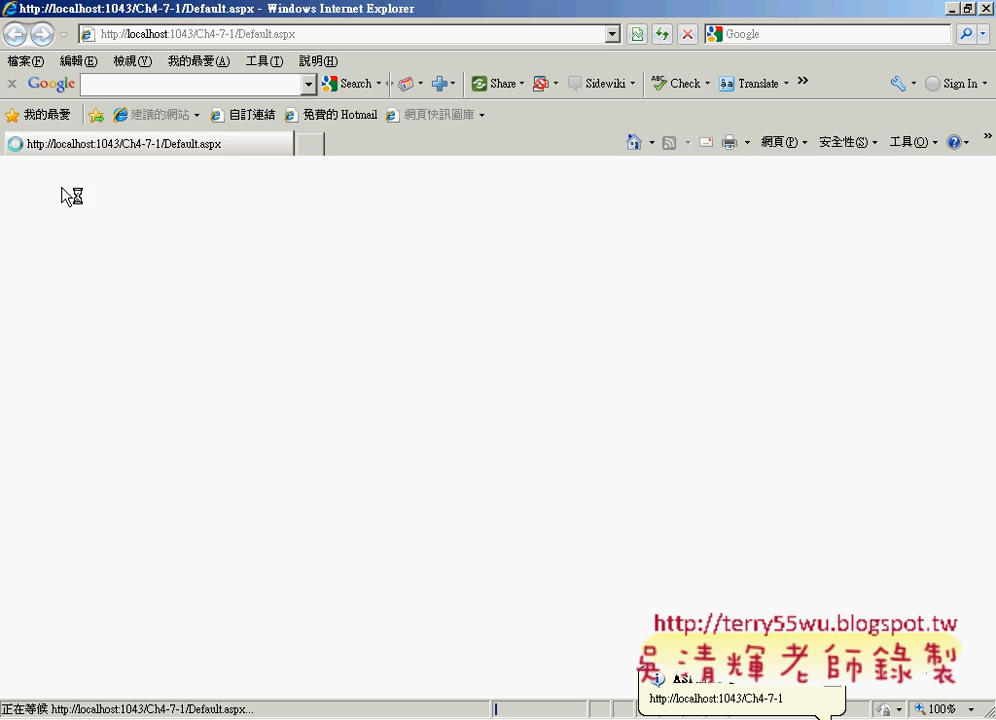 http://localhost:1043/Ch4-7-1/Default.aspx - Windows Internet Explorer
http://localhost:1043/Ch4-7-1/Default.aspx
Google
檔案(F) 編輯(E) 檢視(V) 我的最愛(A) 工具(T) 說明(H)
x Google Search Share Sidewiki Check Translate » Sign In
我的最愛 建議的網站 自訂連結 免費的 Hotmail 網頁快訊圖庫
http://localhost:1043/Ch4-7-1/Default.aspx 網頁(P) 安全性(S) 工具(O) »
http://terry55wu.blogspot.tw
吳清輝老師錄製
http://localhost:1043/Ch4-7-1
正在等候 http://localhost:1043/Ch4-7-1/Default.aspx... 100%